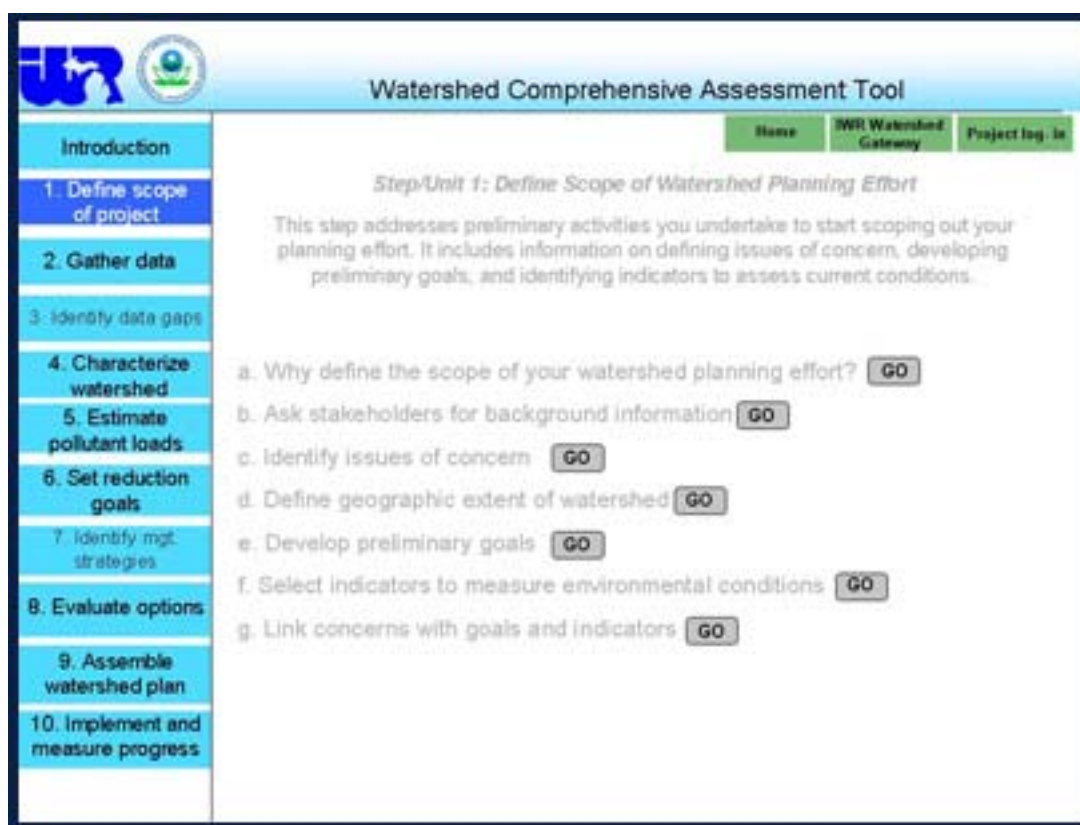 IWR
Watershed Comprehensive Assessment Tool
Home
IWR Watershed
Gateway
Project log. in
Introduction
1. Define scope
of project
2. Gather data
3. Identify data gaps
4. Characterize
watershed
5. Estimate
pollutant loads
6. Set reduction
goals
7. Identify mgt.
strategies
8. Evaluate options
9. Assemble
watershed plan
10. Implement and
measure progress
Step/Unit 1: Define Scope of Watershed Planning Effort
This step addresses preliminary activities you undertake to start scoping out your
planning effort. It includes information on defining issues of concern, developing
preliminary goals, and identifying indicators to assess current conditions.
a. Why define the scope of your watershed planning effort? GO
b. Ask stakeholders for background information GO
c. Identify issues of concern GO
d. Define geographic extent of watershed GO
e. Develop preliminary goals GO
f. Select indicators to measure environmental conditions GO
g. Link concerns with goals and indicators GO